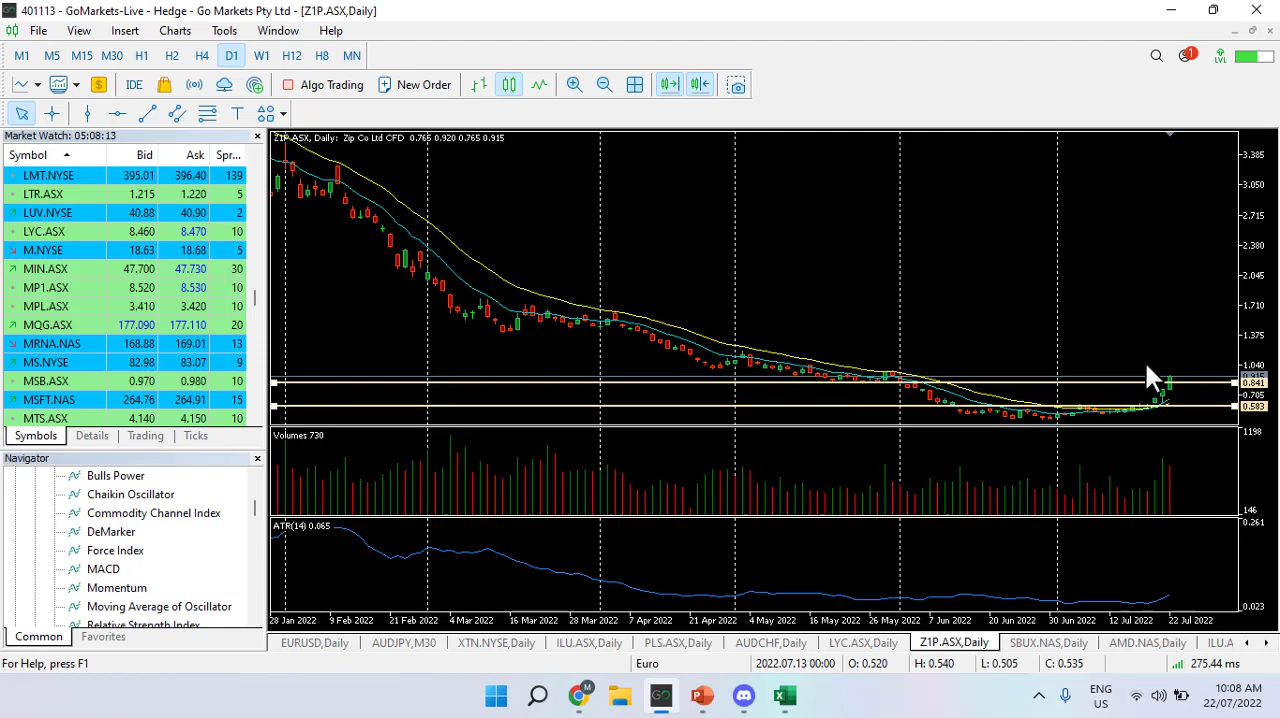 401113 - GoMarkets-Live - Hedge - Go Markets Pty Ltd - [Z1P.ASX,Daily]
File View Insert Charts Tools Window Help
M1 M5 M15 M30 H1 H2 H4 D1 W1 H12 H8 MN
1
LVL
IDE Algo Trading New Order
Market Watch: 05:08:13
Symbol Bid Ask Spr...
LMT.NYSE 395.01 396.40 139
LTR.ASX 1.215 1.220 5
LUV.NYSE 40.88 40.90 2
LYC.ASX 8.460 8.470 10
M.NYSE 18.63 18.68 5
MIN.ASX 47.700 47.730 30
MP1.ASX 8.520 8.530 10
MPL.ASX 3.410 3.420 10
MQG.ASX 177.090 177.110 20
MRNA.NAS 168.88 169.01 13
MS.NYSE 82.98 83.07 9
MSB.ASX 0.970 0.980 10
MSFT.NAS 264.76 264.91 15
MTS.ASX 4.140 4.150 10
Symbols Details Trading Ticks
Navigator
Bulls Power
Chaikin Oscillator
Commodity Channel Index
DeMarker
Force Index
MACD
Momentum
Moving Average of Oscillator
Relative Strength Index
Common Favorites
Z1P.ASX, Daily: Zip Co Ltd CFD 0.765 0.920 0.765 0.915
3.385
3.050
2.715
2.380
2.045
1.710
1.375
1.040
0.915
0.841
0.705
0.583
Volumes 730
1198
146
ATR(14) 0.065
0.261
0.023
28 Jan 2022 9 Feb 2022 21 Feb 2022 4 Mar 2022 16 Mar 2022 28 Mar 2022 7 Apr 2022 21 Apr 2022 4 May 2022 16 May 2022 26 May 2022 7 Jun 2022 20 Jun 2022 30 Jun 2022 12 Jul 2022 22 Jul 2022
EURUSD,Daily AUDJPY,M30 XTN.NYSE,Daily ILU.ASX,Daily PLS.ASX,Daily AUDCHF,Daily LYC.ASX,Daily Z1P.ASX,Daily SBUX.NAS,Daily AMD.NAS,Daily ILU.A
For Help, press F1 Euro 2022.07.13 00:00 O: 0.520 H: 0.540 L: 0.505 C: 0.535 275.44 ms
M GO
ENG
US
10:08 AM
22/07/2022